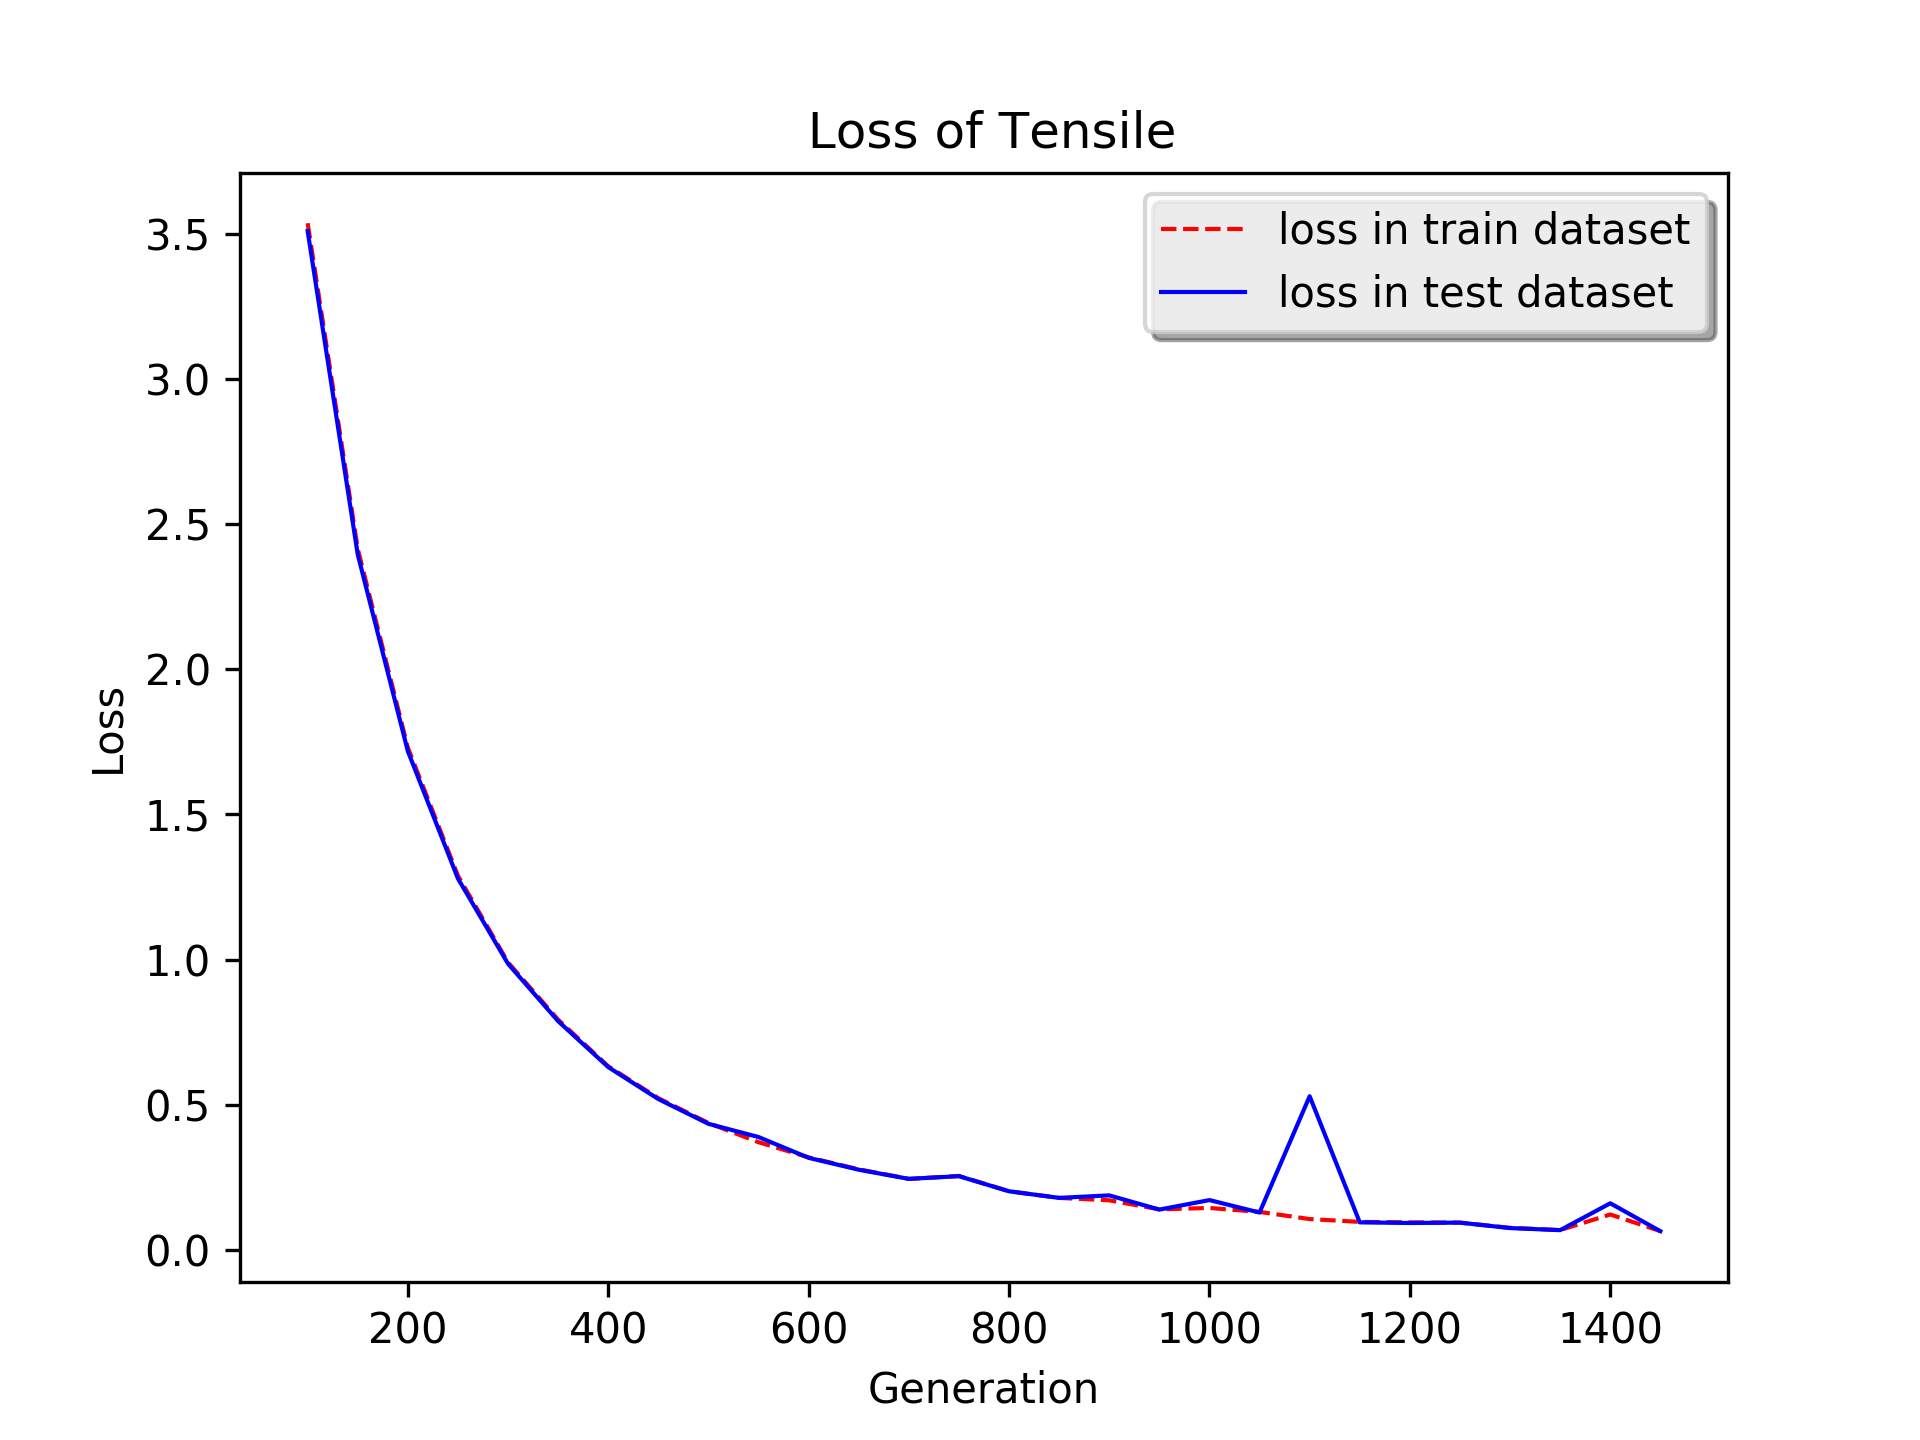 Loss of Tensile
loss in train dataset
loss in test dataset
3.5
3.0
2.5
2.0
1.5
1.0
0.5
0.0
Loss
200 400 600 800 1000 1200 1400
Generation